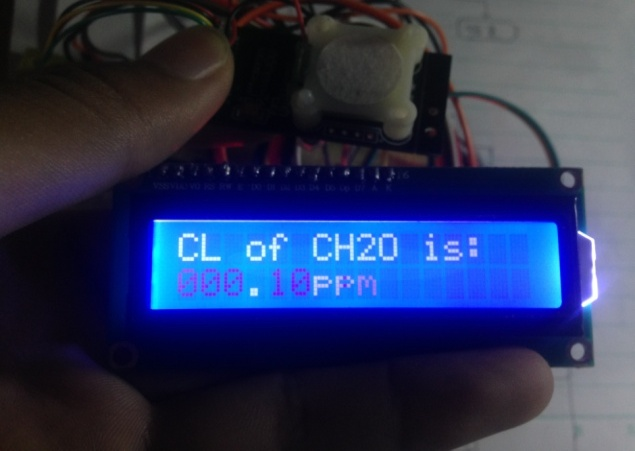 CL of CH2O is:
000.10ppm